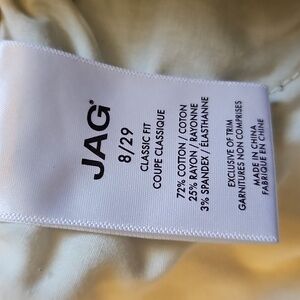 JAG®
8/29
CLASSIC FIT
COUPE CLASSIQUE
72% COTTON / COTON
25% RAYON / RAYONNE
3% SPANDEX / ÉLASTHANNE
EXCLUSIVE OF TRIM
GARNITURES NON COMPRISES
MADE IN CHINA
FABRIQUÉ EN CHINE